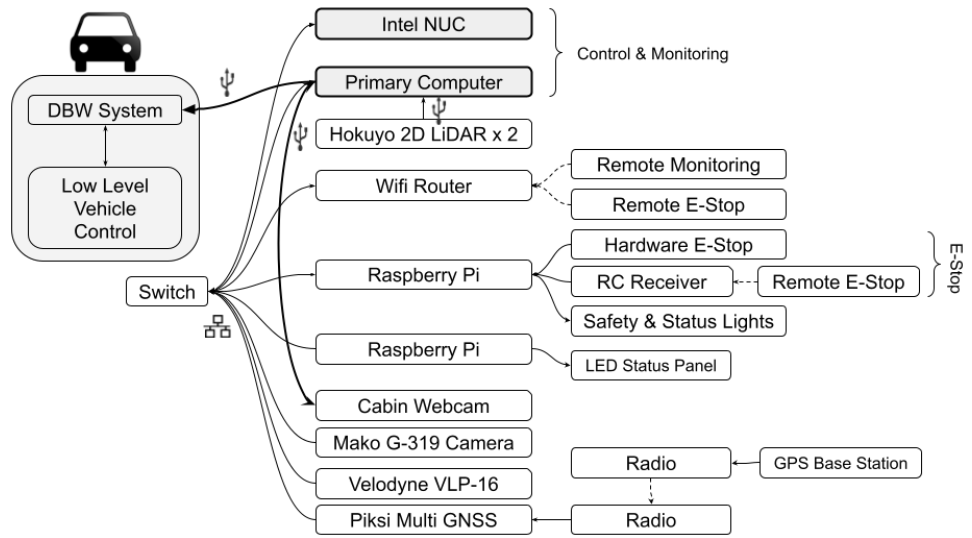 Intel NUC
Control & Monitoring
Primary Computer
DBW System
Hokuyo 2D LiDAR x 2
Low Level
Vehicle
Control
Wifi Router
Remote Monitoring
Remote E-Stop
Hardware E-Stop
E-Stop
Switch
Raspberry Pi
RC Receiver
Remote E-Stop
Safety & Status Lights
Raspberry Pi
LED Status Panel
Cabin Webcam
Mako G-319 Camera
Velodyne VLP-16
Radio
GPS Base Station
Piksi Multi GNSS
Radio